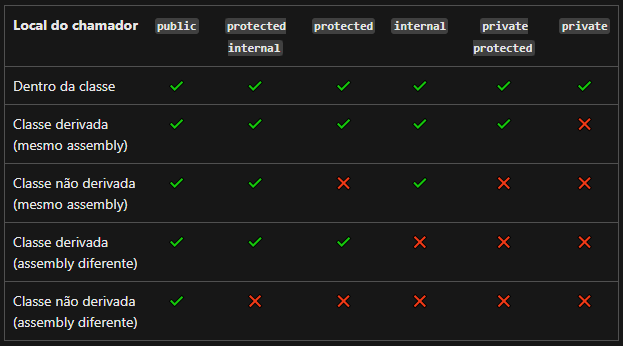 Local do chamador public protected internal protected internal private protected private
Dentro da classe ✓ ✓ ✓ ✓ ✓ ✓
Classe derivada
(mesmo assembly) ✓ ✓ ✓ ✓ ✓ ✗
Classe não derivada
(mesmo assembly) ✓ ✓ ✗ ✓ ✗ ✗
Classe derivada
(assembly diferente) ✓ ✓ ✓ ✗ ✗ ✗
Classe não derivada
(assembly diferente) ✓ ✗ ✗ ✗ ✗ ✗